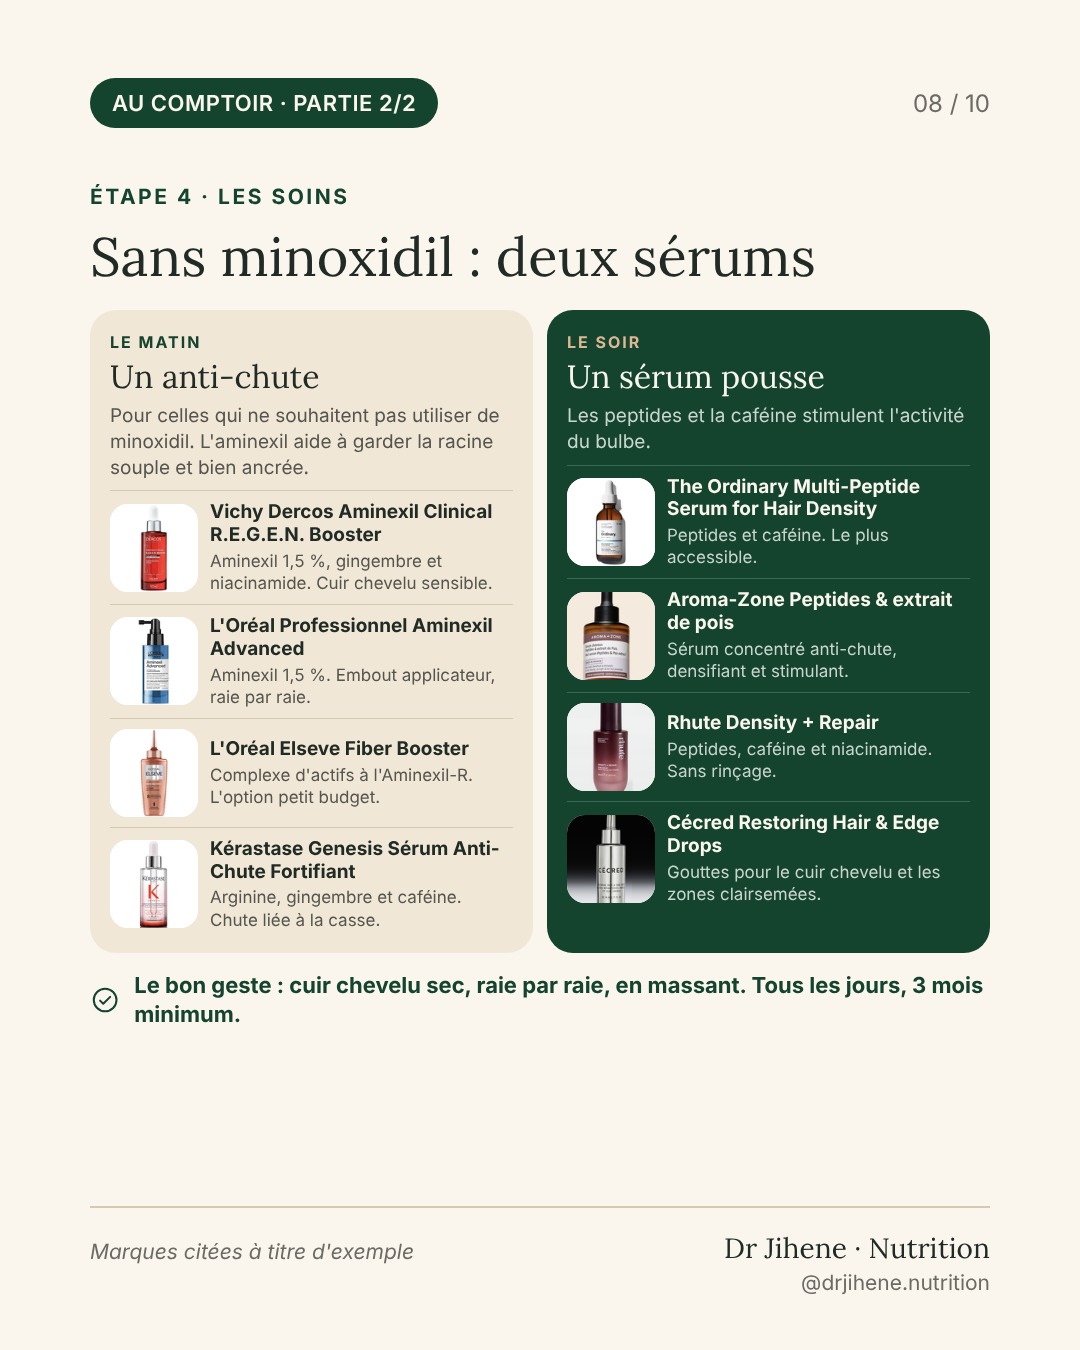 AU COMPTOIR · PARTIE 2/2
08 / 10
ÉTAPE 4 · LES SOINS
Sans minoxidil : deux sérums
LE MATIN
Un anti-chute
Pour celles qui ne souhaitent pas utiliser de
minoxidil. L'aminexil aide à garder la racine
souple et bien ancrée.
Vichy Dercos Aminexil Clinical
R.E.G.E.N. Booster
Aminexil 1,5 %, gingembre et
niacinamide. Cuir chevelu sensible.
L'Oréal Professionnel Aminexil
Advanced
Aminexil 1,5 %. Embout applicateur,
raie par raie.
L'Oréal Elseve Fiber Booster
Complexe d'actifs à l'Aminexil-R.
L'option petit budget.
Kérastase Genesis Sérum Anti-
Chute Fortifiant
Arginine, gingembre et caféine.
Chute liée à la casse.
LE SOIR
Un sérum pousse
Les peptides et la caféine stimulent l'activité
du bulbe.
The Ordinary Multi-Peptide
Serum for Hair Density
Peptides et caféine. Le plus
accessible.
AROMA-ZONE
Aroma-Zone Peptides & extrait
de pois
Sérum concentré anti-chute,
densifiant et stimulant.
rhute
Rhute Density + Repair
Peptides, caféine et niacinamide.
Sans rinçage.
CÉCRED
Cécred Restoring Hair & Edge
Drops
Gouttes pour le cuir chevelu et les
zones clairsemées.
Le bon geste : cuir chevelu sec, raie par raie, en massant. Tous les jours, 3 mois
minimum.
Marques citées à titre d'exemple
Dr Jihene · Nutrition
@drjihene.nutrition